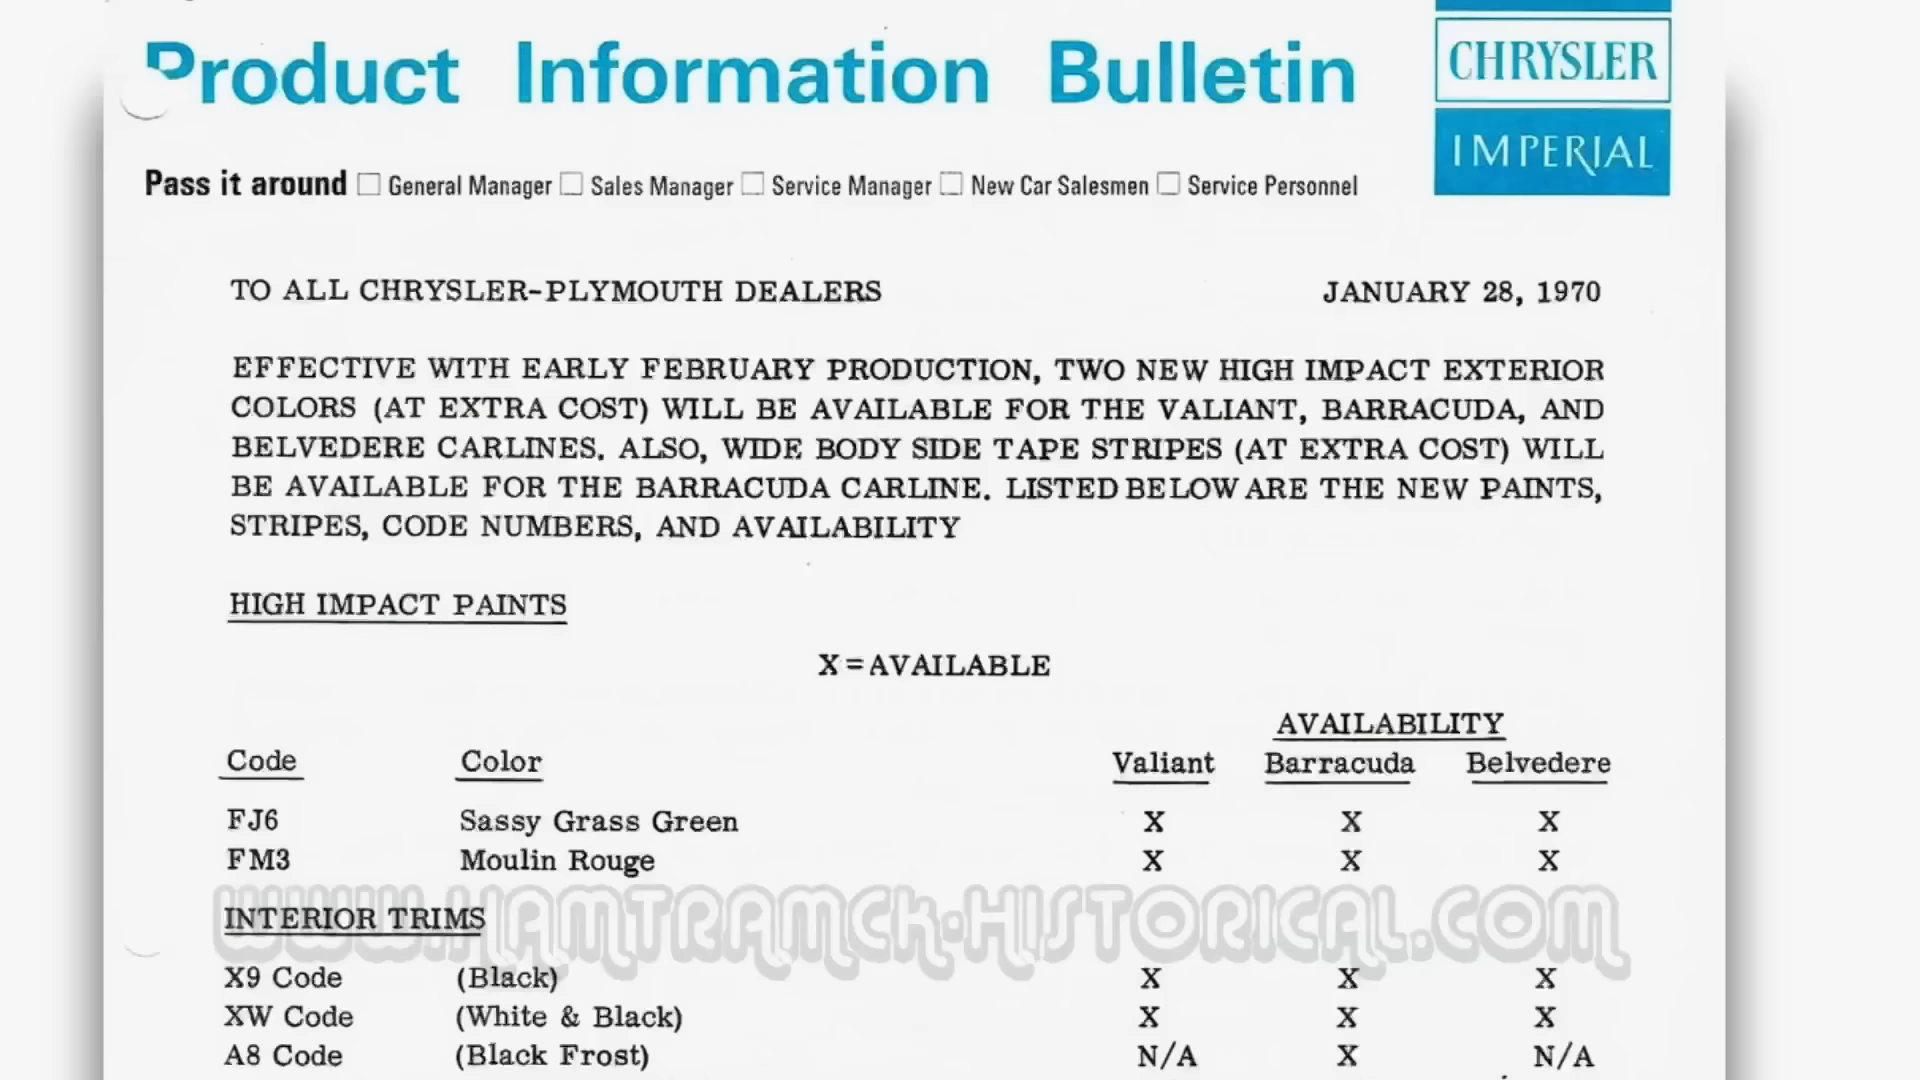 Product Information Bulletin
CHRYSLER
IMPERIAL
Pass it around General Manager Sales Manager Service Manager New Car Salesmen Service Personnel
TO ALL CHRYSLER-PLYMOUTH DEALERS JANUARY 28, 1970
EFFECTIVE WITH EARLY FEBRUARY PRODUCTION, TWO NEW HIGH IMPACT EXTERIOR
COLORS (AT EXTRA COST) WILL BE AVAILABLE FOR THE VALIANT, BARRACUDA, AND
BELVEDERE CARLINES. ALSO, WIDE BODY SIDE TAPE STRIPES (AT EXTRA COST) WILL
BE AVAILABLE FOR THE BARRACUDA CARLINE. LISTED BELOW ARE THE NEW PAINTS,
STRIPES, CODE NUMBERS, AND AVAILABILITY
HIGH IMPACT PAINTS
X = AVAILABLE
AVAILABILITY
Code Color Valiant Barracuda Belvedere
FJ6 Sassy Grass Green X X X
FM3 Moulin Rouge X X X
WWW.HAMTRAMCK-HISTORICAL.COM
INTERIOR TRIMS
X9 Code (Black) X X X
XW Code (White & Black) X X X
A8 Code (Black Frost) N/A X N/A